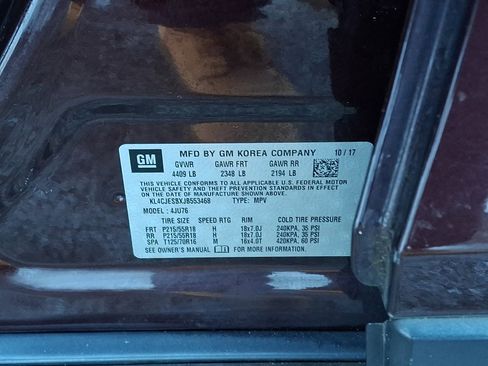 GM
MFD BY GM KOREA COMPANY 10 / 17
GVWR GAWR FRT GAWR RR
4409 LB 2348 LB 2194 LB
THIS VEHICLE CONFORMS TO ALL APPLICABLE U.S. FEDERAL MOTOR
VEHICLE SAFETY AND THEFT PREVENTION STANDARDS IN EFFECT
ON THE DATE OF MANUFACTURE SHOWN ABOVE.
KL4CJESBXJB553468 TYPE: MPV
MODEL: 4JU76
TIRE SIZE SPEED RTG RIM COLD TIRE PRESSURE
FRT P215/55R18 H 18x7.0J 240KPA, 35 PSI
RR P215/55R18 H 18x7.0J 240KPA, 35 PSI
SPA T125/70R16 M 16x4.0T 420KPA, 60 PSI
SEE OWNER'S MANUAL FOR MORE INFORMATION.